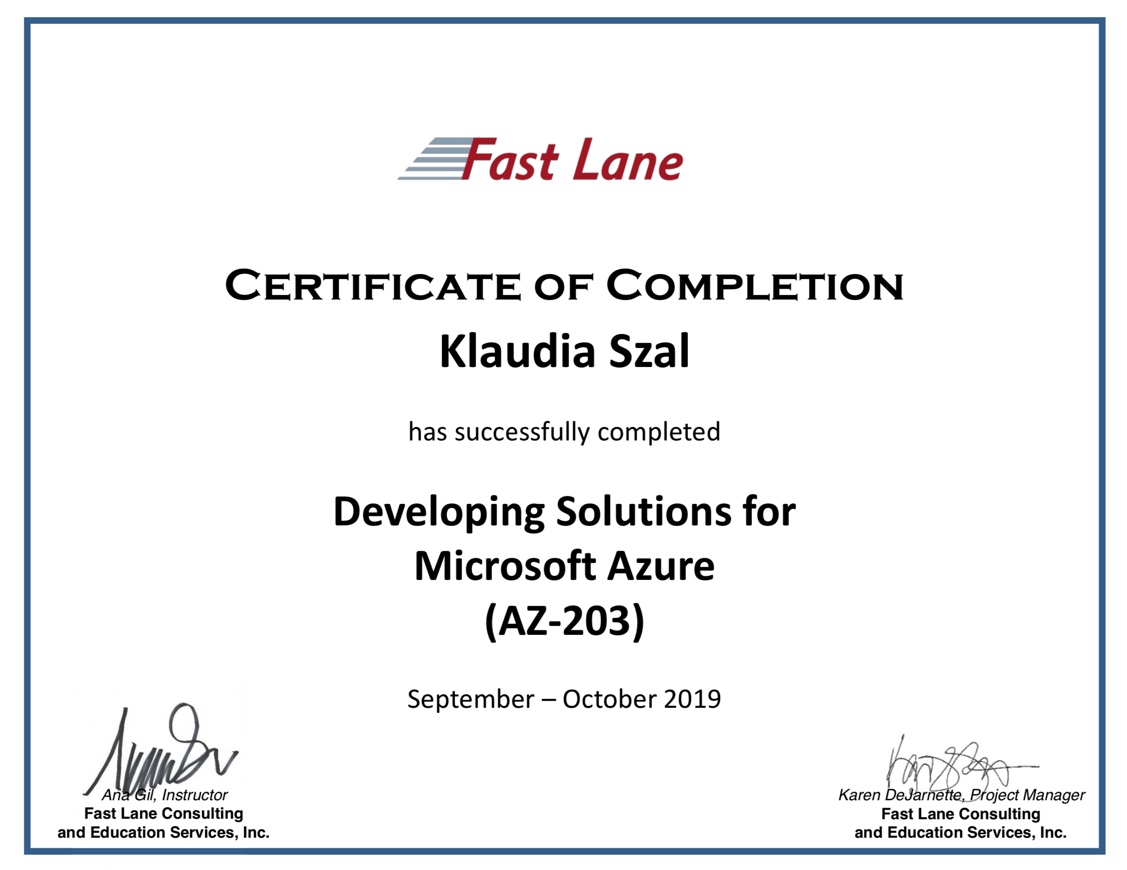 Fast Lane
CERTIFICATE OF COMPLETION
Klaudia Szal
has successfully completed
Developing Solutions for
Microsoft Azure
(AZ-203)
September – October 2019
Ana Gil, Instructor
Fast Lane Consulting
and Education Services, Inc.
Karen DeJarnette, Project Manager
Fast Lane Consulting
and Education Services, Inc.